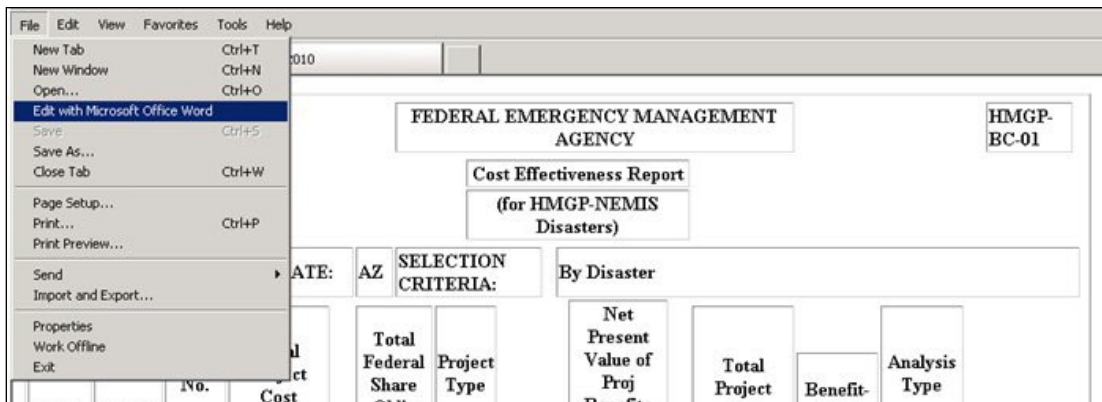 File Edit View Favorites Tools Help
New Tab Ctrl+T
New Window Ctrl+N
Open... Ctrl+O
Edit with Microsoft Office Word
Save Ctrl+S
Save As...
Close Tab Ctrl+W
Page Setup...
Print... Ctrl+P
Print Preview...
Send
Import and Export...
Properties
Work Offline
Exit
2010
FEDERAL EMERGENCY MANAGEMENT
AGENCY
HMGP-
BC-01
Cost Effectiveness Report
(for HMGP-NEMIS
Disasters)
ATE: AZ
SELECTION
CRITERIA:
By Disaster
No.
Cost
Total
Federal
Share
Project
Type
Net
Present
Value of
Proj
Total
Project
Benefit-
Analysis
Type